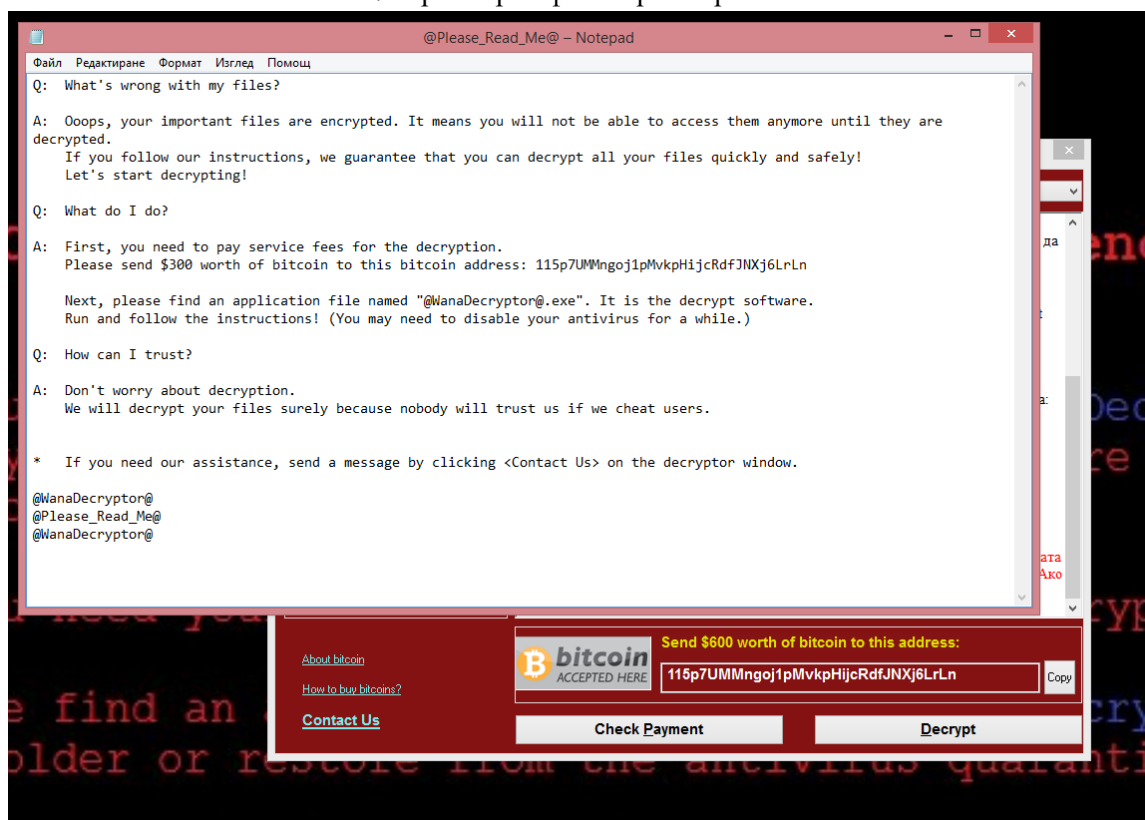 @Please_Read_Me@ – Notepad
Файл Редактиране Формат Изглед Помощ
Q: What's wrong with my files?
A: Ooops, your important files are encrypted. It means you will not be able to access them anymore until they are
decrypted.
If you follow our instructions, we guarantee that you can decrypt all your files quickly and safely!
Let's start decrypting!
Q: What do I do?
A: First, you need to pay service fees for the decryption.
Please send $300 worth of bitcoin to this bitcoin address: 115p7UMMngoj1pMvkpHijcRdfJNXj6LrLn
Next, please find an application file named "@WanaDecryptor@.exe". It is the decrypt software.
Run and follow the instructions! (You may need to disable your antivirus for a while.)
Q: How can I trust?
A: Don't worry about decryption.
We will decrypt your files surely because nobody will trust us if we cheat users.
* If you need our assistance, send a message by clicking <Contact Us> on the decryptor window.
@WanaDecryptor@
@Please_Read_Me@
@WanaDecryptor@
да
а:
ата
Ако
About bitcoin
How to buy bitcoins?
Contact Us
bitcoin
ACCEPTED HERE
Send $600 worth of bitcoin to this address:
115p7UMMngoj1pMvkpHijcRdfJNXj6LrLn
Copy
Check Payment
Decrypt
find an
older or restore from the antivirus quaranti